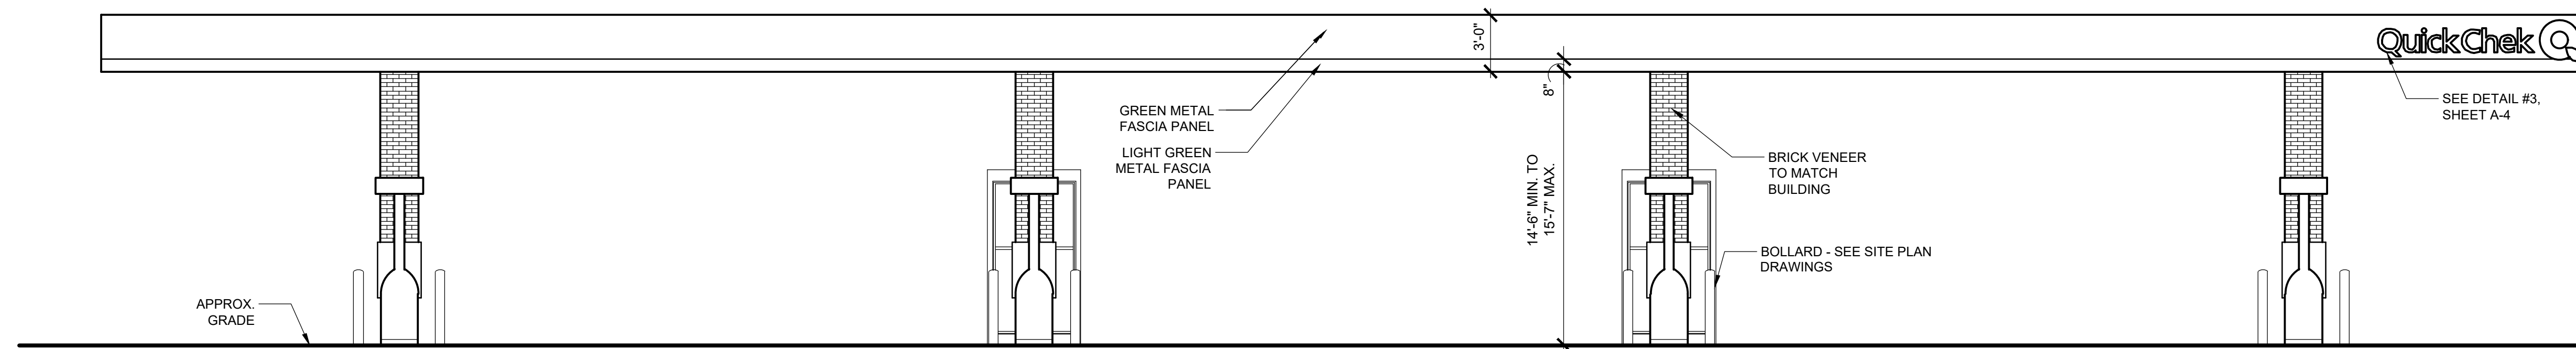 3'-0"
QuickChek
8"
GREEN METAL
FASCIA PANEL
SEE DETAIL #3,
SHEET A-4
LIGHT GREEN
METAL FASCIA
PANEL
BRICK VENEER
TO MATCH
BUILDING
14'-6" MIN. TO
15'-7" MAX.
BOLLARD - SEE SITE PLAN
DRAWINGS
APPROX.
GRADE